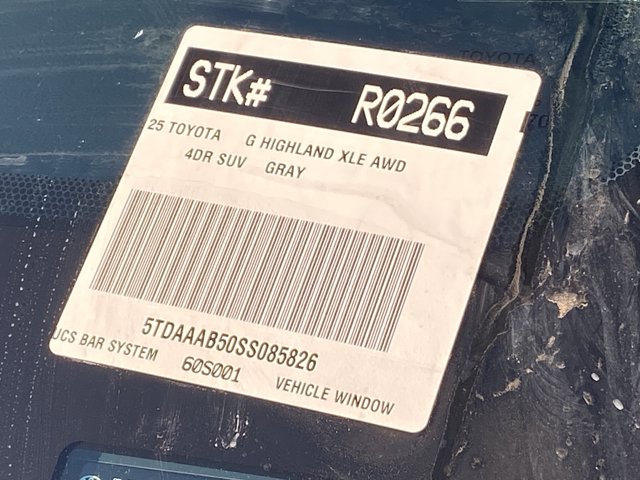 TOYOTA
STK# R0266
25 TOYOTA G HIGHLAND XLE AWD
4DR SUV GRAY
5TDAAAB50SS085826
UCS BAR SYSTEM 60S001 VEHICLE WINDOW